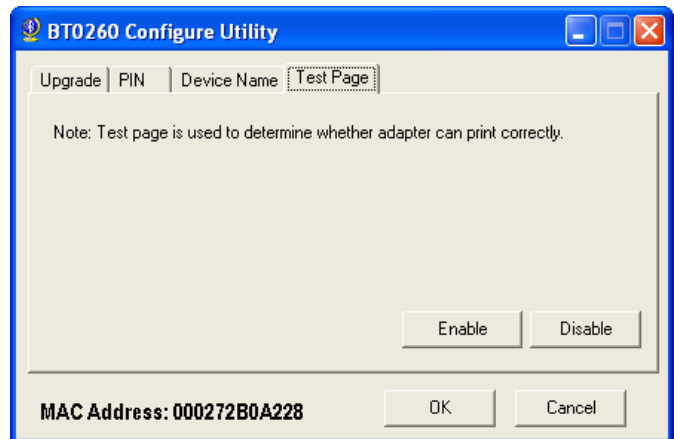 BT0260 Configure Utility
Upgrade PIN Device Name Test Page
Note: Test page is used to determine whether adapter can print correctly.
Enable Disable
MAC Address: 000272B0A228 OK Cancel